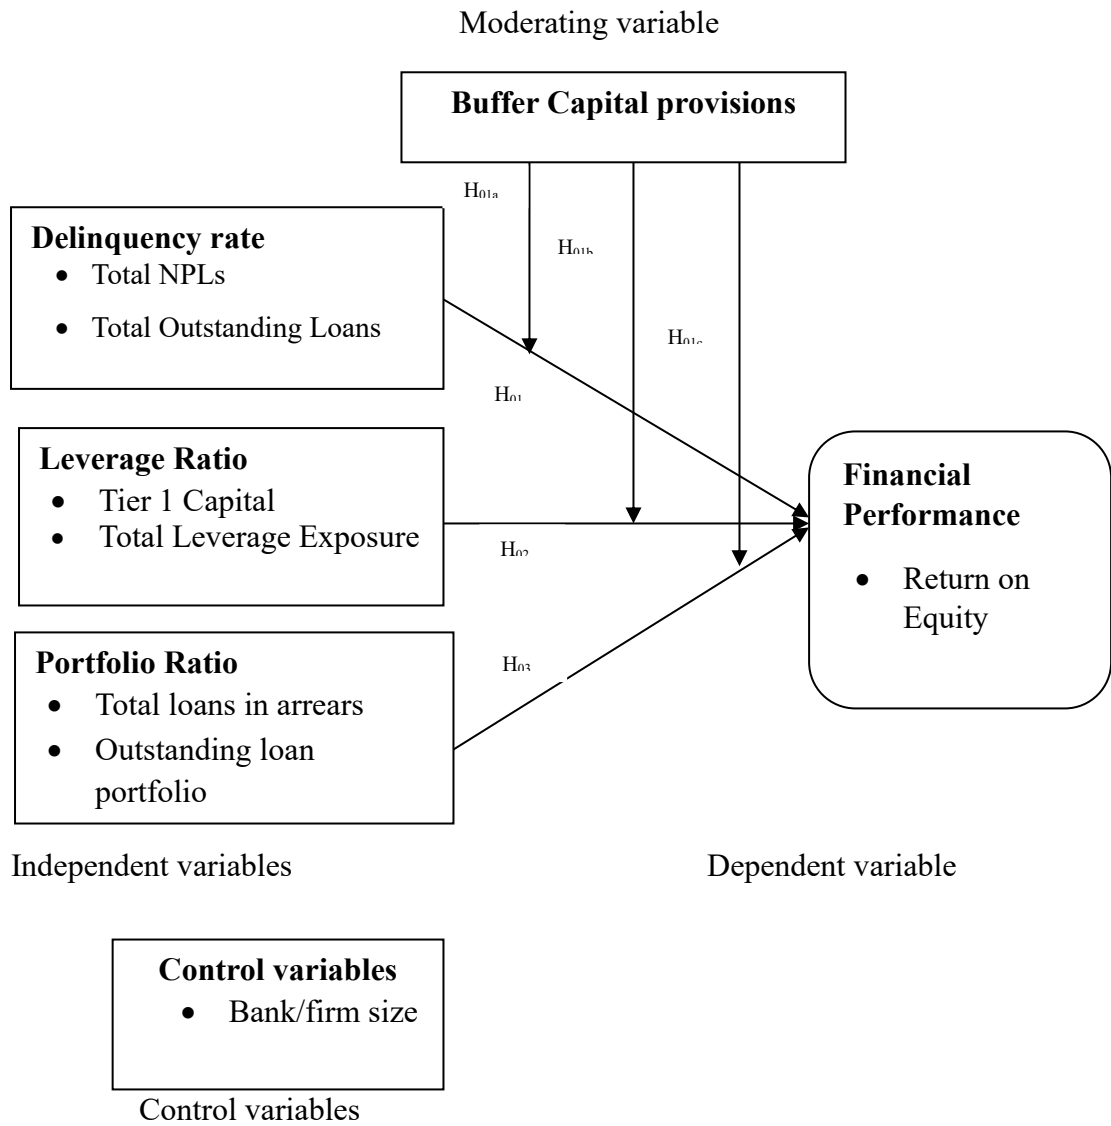 Moderating variable
Buffer Capital provisions
H01a
Delinquency rate
• Total NPLs
• Total Outstanding Loans
H01b
H01c
H01
Leverage Ratio
• Tier 1 Capital
• Total Leverage Exposure
H02
Financial
Performance
• Return on
Equity
Portfolio Ratio
• Total loans in arrears
• Outstanding loan
portfolio
H03
Independent variables
Dependent variable
Control variables
• Bank/firm size
Control variables